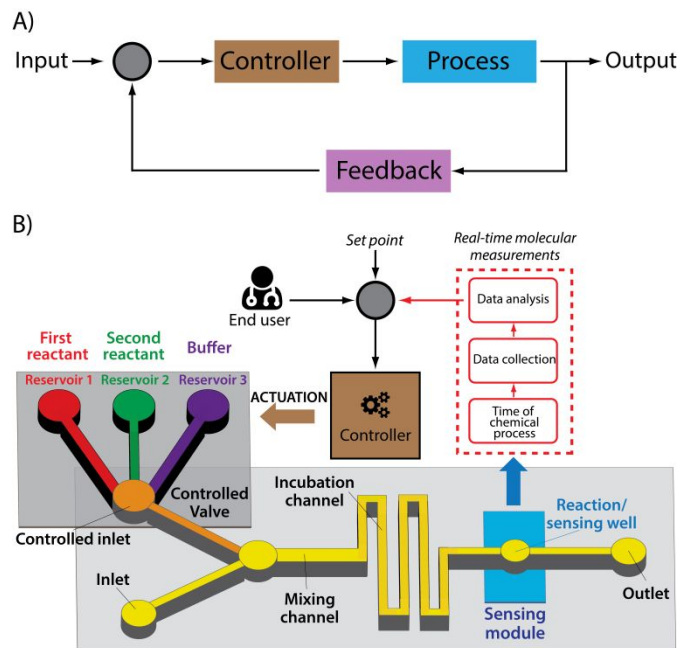 A)
Input
Controller
Process
Output
Feedback
B)
Set point
Real-time molecular
measurements
Data analysis
End user
Data collection
First
reactant
Second
reactant
Buffer
Reservoir 1
Reservoir 2
Reservoir 3
ACTUATION
Controller
Time of
chemical
process
Incubation
channel
Controlled
Valve
Reaction/
sensing well
Controlled inlet
Inlet
Mixing
channel
Outlet
Sensing
module